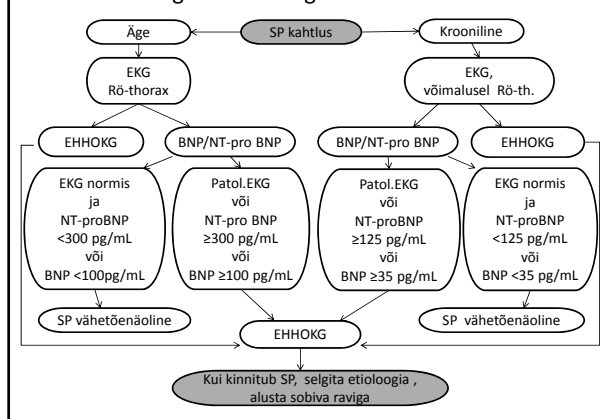 Äge
SP kahtlus
Krooniline
EKG
Rö-thorax
EKG,
võimalusel Rö-th.
EHHOKG
BNP/NT-pro BNP
BNP/NT-pro BNP
EHHOKG
EKG normis
ja
NT-proBNP
<300 pg/mL
või
BNP <100pg/mL
Patol.EKG
või
NT-pro BNP
≥300 pg/mL
või
BNP ≥100 pg/mL
Patol.EKG
või
NT-proBNP
≥125 pg/mL
või
BNP ≥35 pg/mL
EKG normis
ja
NT-proBNP
<125 pg/mL
või
BNP <35 pg/mL
SP vähetõenäoline
SP vähetõenäoline
EHHOKG
Kui kinnitub SP, selgita etioloogia ,
alusta sobiva raviga